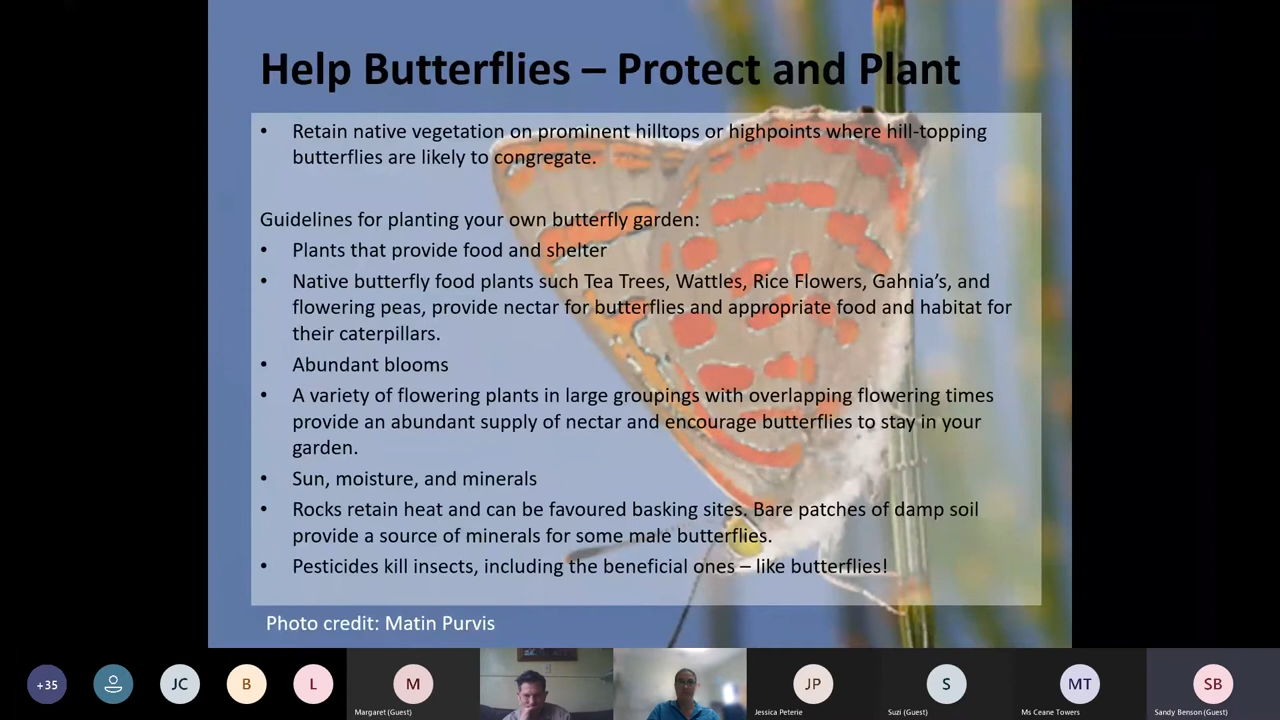 Help Butterflies – Protect and Plant
• Retain native vegetation on prominent hilltops or highpoints where hill-topping
butterflies are likely to congregate.
Guidelines for planting your own butterfly garden:
• Plants that provide food and shelter
• Native butterfly food plants such Tea Trees, Wattles, Rice Flowers, Gahnia’s, and
flowering peas, provide nectar for butterflies and appropriate food and habitat for
their caterpillars.
• Abundant blooms
• A variety of flowering plants in large groupings with overlapping flowering times
provide an abundant supply of nectar and encourage butterflies to stay in your
garden.
• Sun, moisture, and minerals
• Rocks retain heat and can be favoured basking sites. Bare patches of damp soil
provide a source of minerals for some male butterflies.
• Pesticides kill insects, including the beneficial ones – like butterflies!
Photo credit: Matin Purvis
+35 JC B L M JP S MT SB
Margaret (Guest) Jessica Peterie Suzi (Guest) Ms Ceane Towers Sandy Benson (Guest)